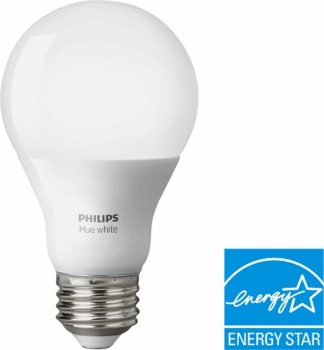 PHILIPS
Hue white
energy
ENERGY STAR